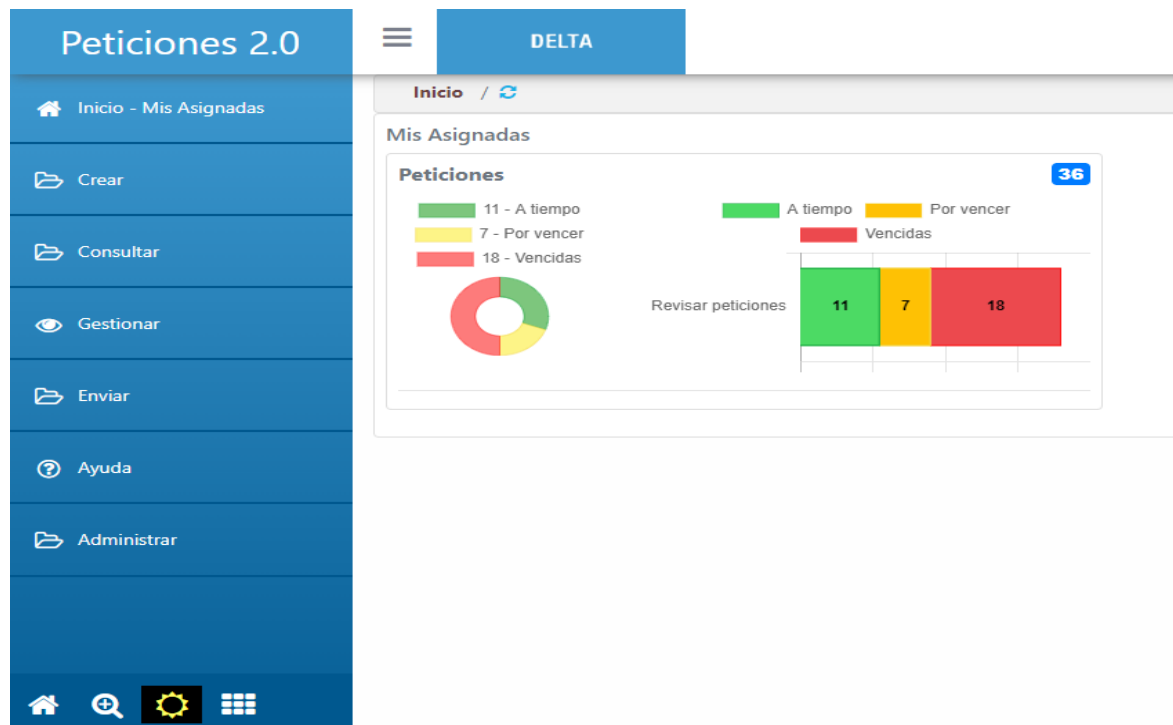 Peticiones 2.0
DELTA
Inicio - Mis Asignadas
Crear
Consultar
Gestionar
Enviar
Ayuda
Administrar
Inicio /
Mis Asignadas
Peticiones
36
11 - A tiempo
7 - Por vencer
18 - Vencidas
A tiempo Por vencer
Vencidas
Revisar peticiones 11 7 18